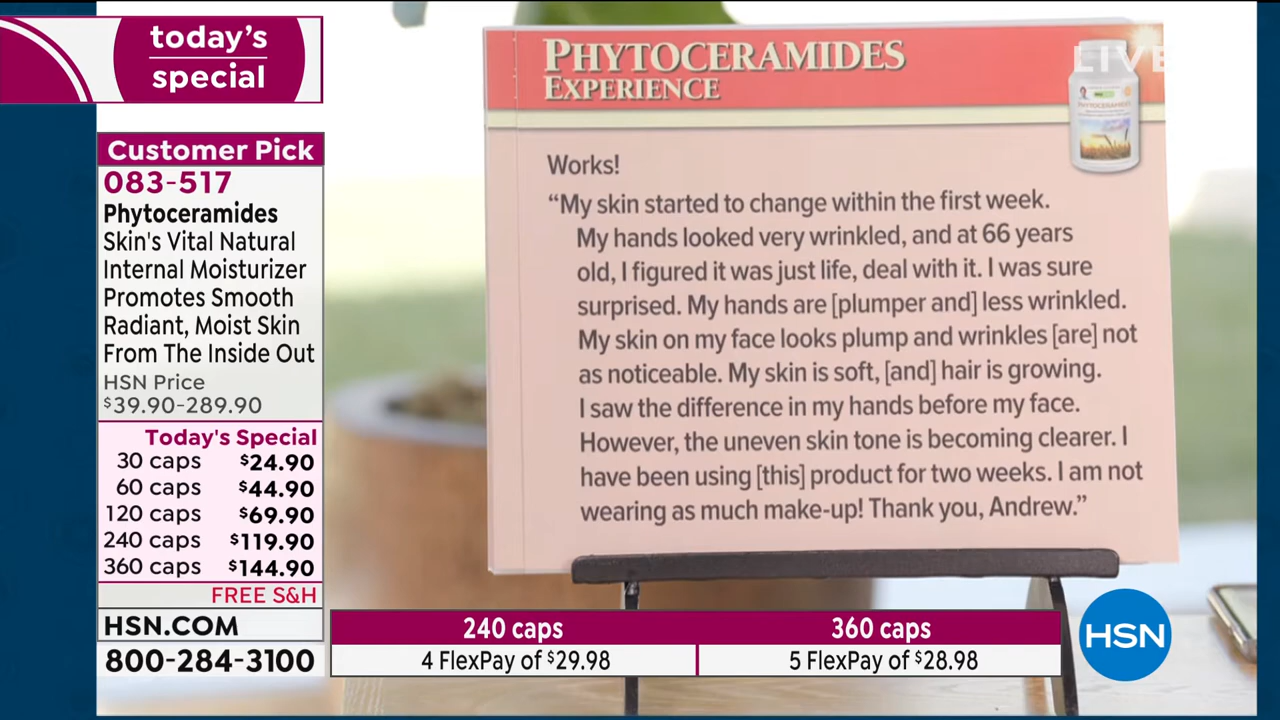 today's
special
Customer Pick
083-517
Phytoceramides
Skin's Vital Natural
Internal Moisturizer
Promotes Smooth
Radiant, Moist Skin
From The Inside Out
HSN Price
$39.90-289.90
Today's Special
30 caps $24.90
60 caps $44.90
120 caps $69.90
240 caps $119.90
360 caps $144.90
FREE S&H
HSN.COM
800-284-3100
LIVE
PHYTOCERAMIDES
EXPERIENCE
PHYTOCERAMIDES
Works!
“My skin started to change within the first week.
My hands looked very wrinkled, and at 66 years
old, I figured it was just life, deal with it. I was sure
surprised. My hands are [plumper and] less wrinkled.
My skin on my face looks plump and wrinkles [are] not
as noticeable. My skin is soft, [and] hair is growing.
I saw the difference in my hands before my face.
However, the uneven skin tone is becoming clearer. I
have been using [this] product for two weeks. I am not
wearing as much make-up! Thank you, Andrew.”
240 caps 360 caps
4 FlexPay of $29.98 5 FlexPay of $28.98
HSN